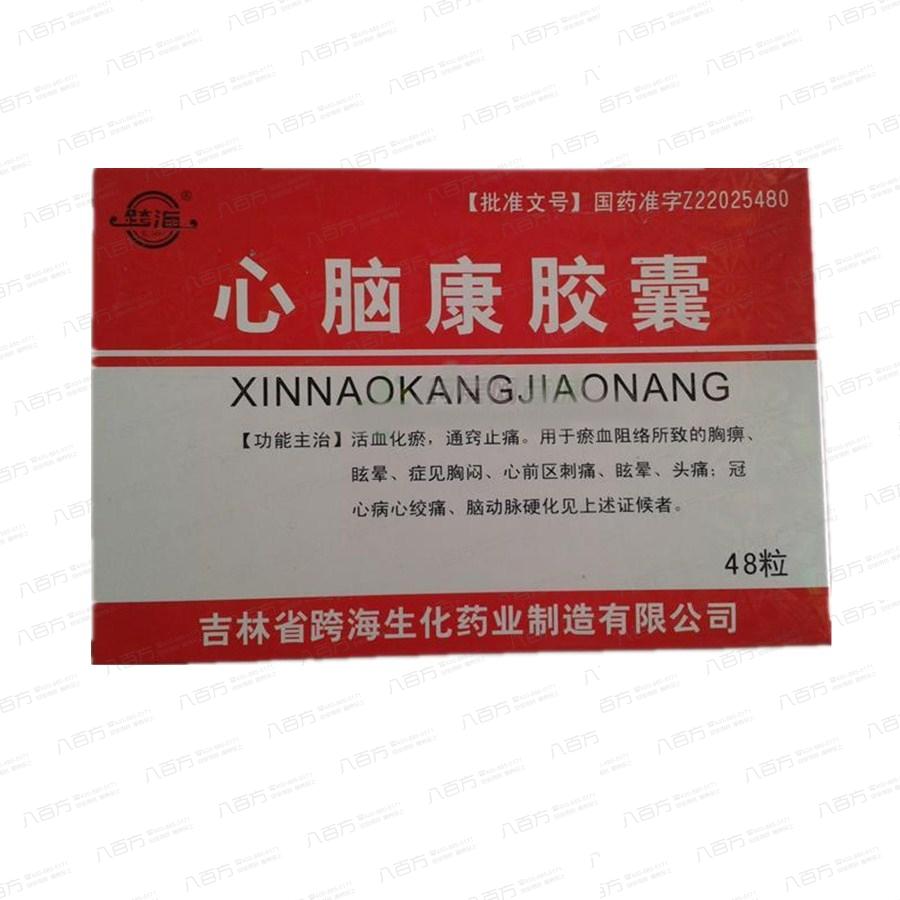 跨海®
【批准文号】国药准字Z22025480
心脑康胶囊
XINNAOKANGJIAONANG
【功能主治】活血化瘀，通窍止痛。用于瘀血阻络所致的胸痹、
眩晕、症见胸闷、心前区刺痛、眩晕、头痛；冠
心病心绞痛、脑动脉硬化见上述证候者。
48粒
吉林省跨海生化药业制造有限公司
八百方